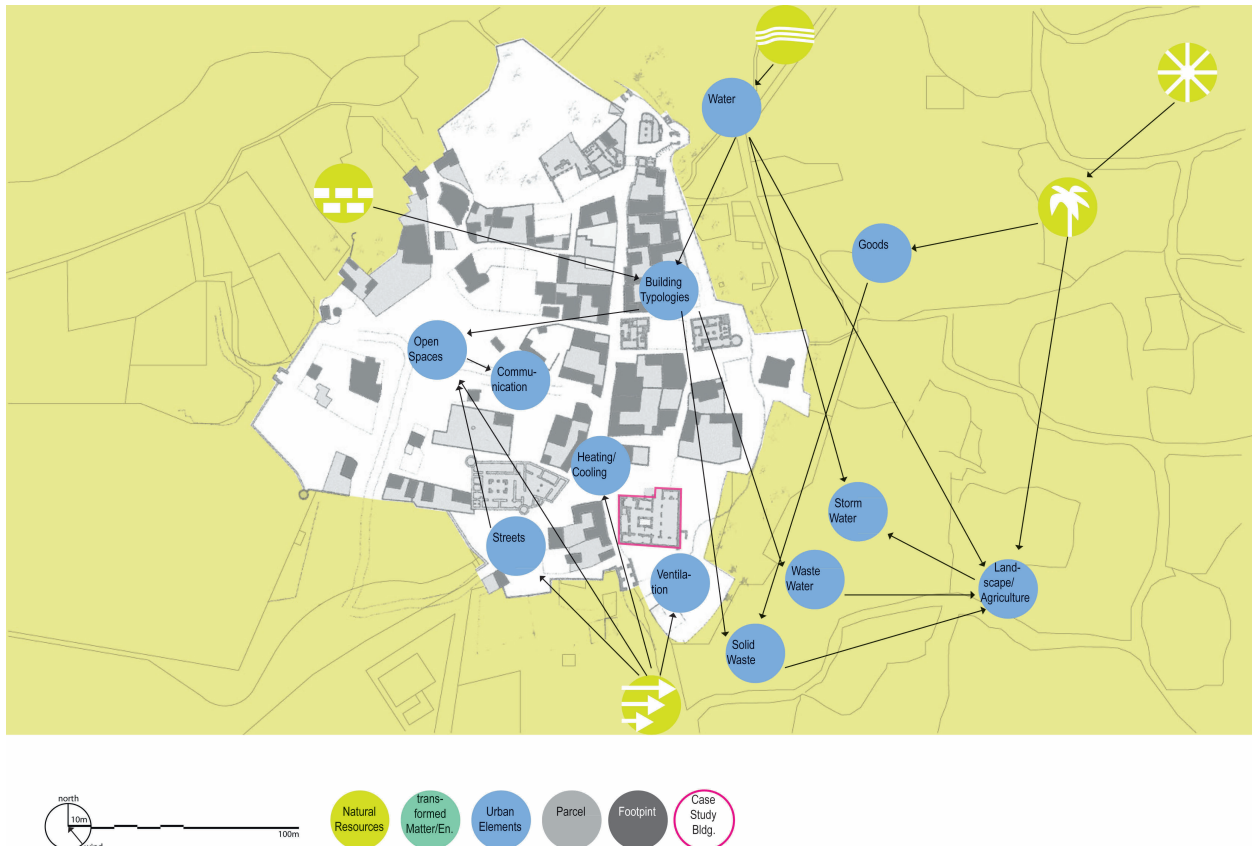 Water
Goods
Building
Typologies
Open
Spaces
Commu-
nication
Heating/
Cooling
Storm
Water
Streets
Waste
Water
Land-
scape/
Agriculture
Ventila-
tion
Solid
Waste
north
10m
100m
wind
Natural
Resources
trans-
formed
Matter/En.
Urban
Elements
Parcel
Footpint
Case
Study
Bldg.